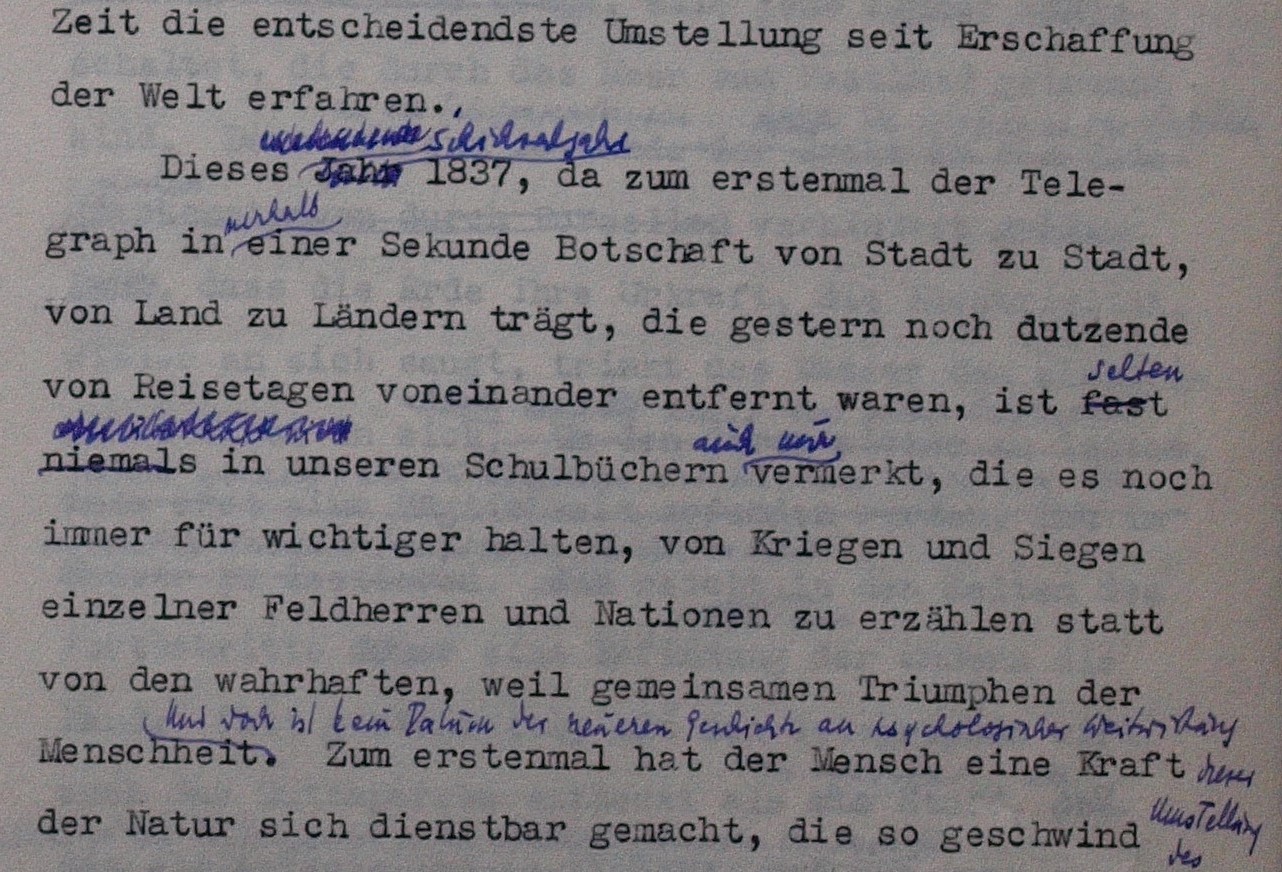 Zeit die entscheidendste Umstellung seit Erschaffung
der Welt erfahren.,
Schicksalsjahr
Dieses Jahr 1837, da zum erstenmal der Tele-
nerhalb
graph in einer Sekunde Botschaft von Stadt zu Stadt,
von Land zu Ländern trägt, die gestern noch dutzende
selten
von Reisetagen voneinander entfernt waren, ist fast
auch nur
niemals in unseren Schulbüchern vermerkt, die es noch
immer für wichtiger halten, von Kriegen und Siegen
einzelner Feldherren und Nationen zu erzählen statt
von den wahrhaften, weil gemeinsamen Triumphen der
Und doch ist kein Datum der neueren Geschichte an psychologischer Weitwirkung
Menschheit. Zum erstenmal hat der Mensch eine Kraft dieser
Umstellung
der Natur sich dienstbar gemacht, die so geschwind
des